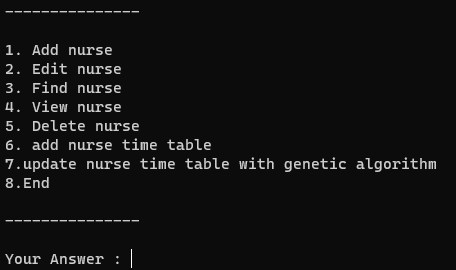 ---------------
1. Add nurse
2. Edit nurse
3. Find nurse
4. View nurse
5. Delete nurse
6. add nurse time table
7.update nurse time table with genetic algorithm
8.End
---------------
Your Answer :